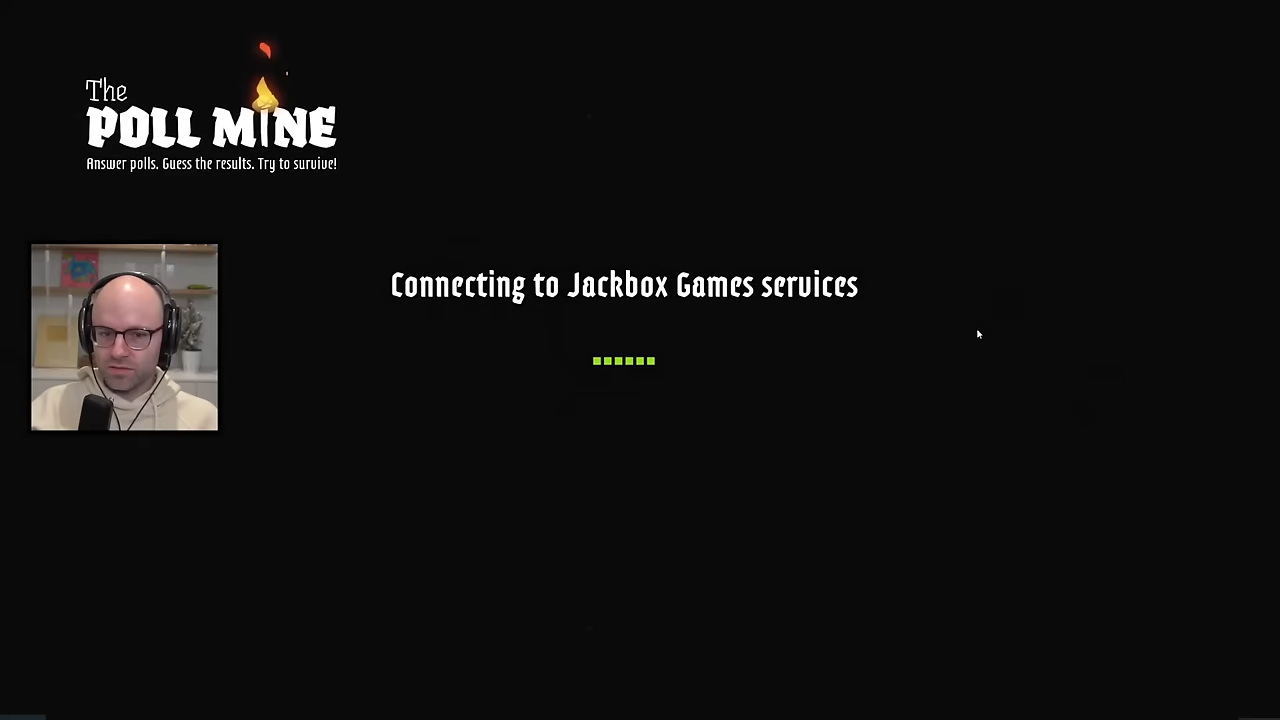 The
POLL MINE
Answer polls. Guess the results. Try to survive!
Connecting to Jackbox Games services